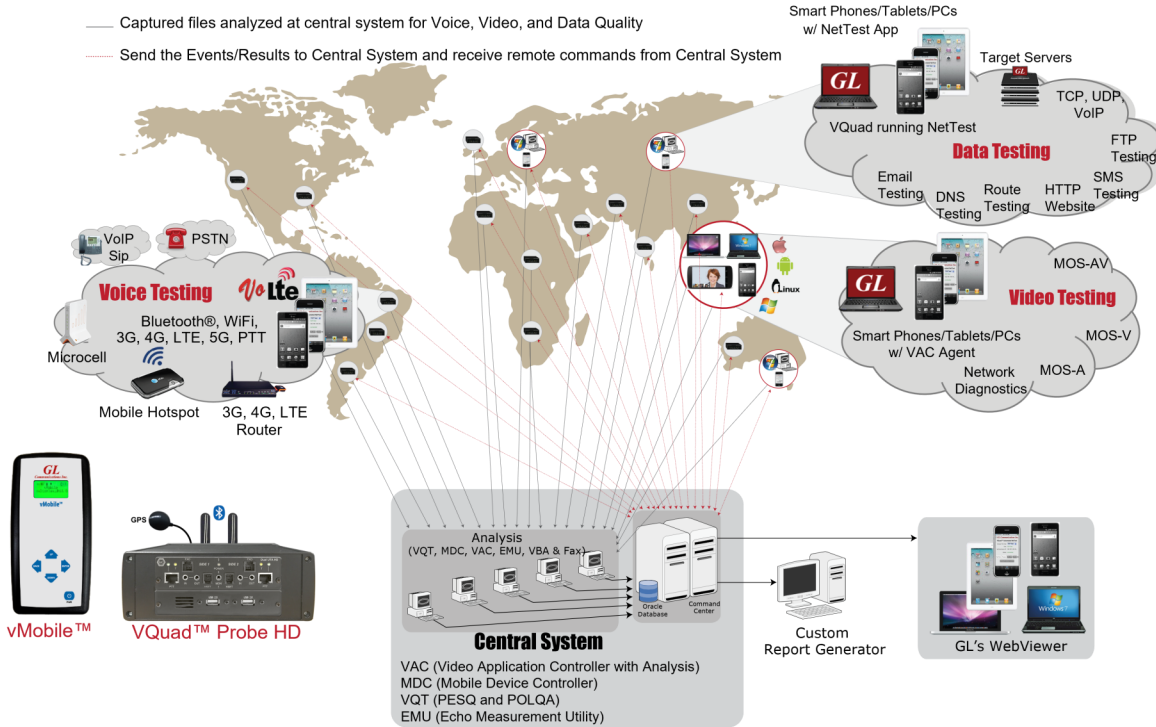 Captured files analyzed at central system for Voice, Video, and Data Quality
Send the Events/Results to Central System and receive remote commands from Central System
Smart Phones/Tablets/PCs
w/ NetTest App
Target Servers
GL
GL
TCP, UDP,
VoIP
VQuad running NetTest
Data Testing
FTP
Testing
Email
Testing
DNS
Testing
Route
Testing
HTTP
Website
SMS
Testing
VoIP
Sip
PSTN
Voice Testing
VoLte
Bluetooth®, WiFi,
3G, 4G, LTE, 5G, PTT
Microcell
Mobile Hotspot
3G, 4G, LTE
Router
Linux
GL
MOS-AV
Video Testing
Smart Phones/Tablets/PCs
w/ VAC Agent
MOS-V
Network
Diagnostics
MOS-A
GL
Communications Inc.
vMobile™
vMobile™
GPS
VQuad™ Probe HD
Analysis
(VQT, MDC, VAC, EMU, VBA & Fax)
Oracle
Database
Command
Center
Central System
VAC (Video Application Controller with Analysis)
MDC (Mobile Device Controller)
VQT (PESQ and POLQA)
EMU (Echo Measurement Utility)
Custom
Report Generator
Windows 7
GL's WebViewer